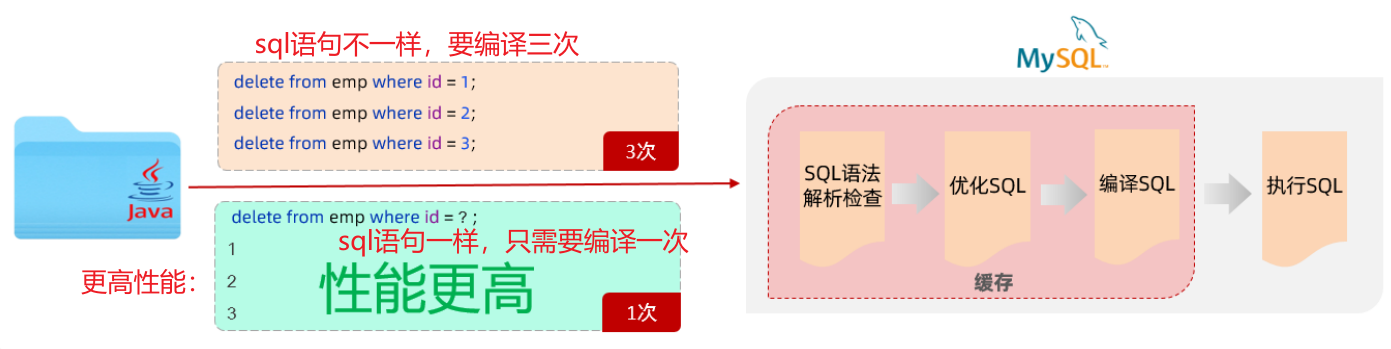 sql语句不一样，要编译三次
delete from emp where id = 1;
delete from emp where id = 2;
delete from emp where id = 3;
3次
Java
delete from emp where id = ? ;
sql语句一样，只需要编译一次
1
2
3
性能更高
1次
更高性能：
MySQL™
SQL语法
解析检查
优化SQL
编译SQL
执行SQL
缓存